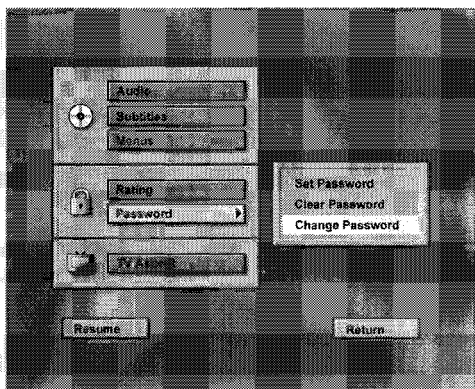 Audio
Subtitles
Menus
Rating
Password
Set Password
Clear Password
Change Password
TV Aspect
Resume
Return